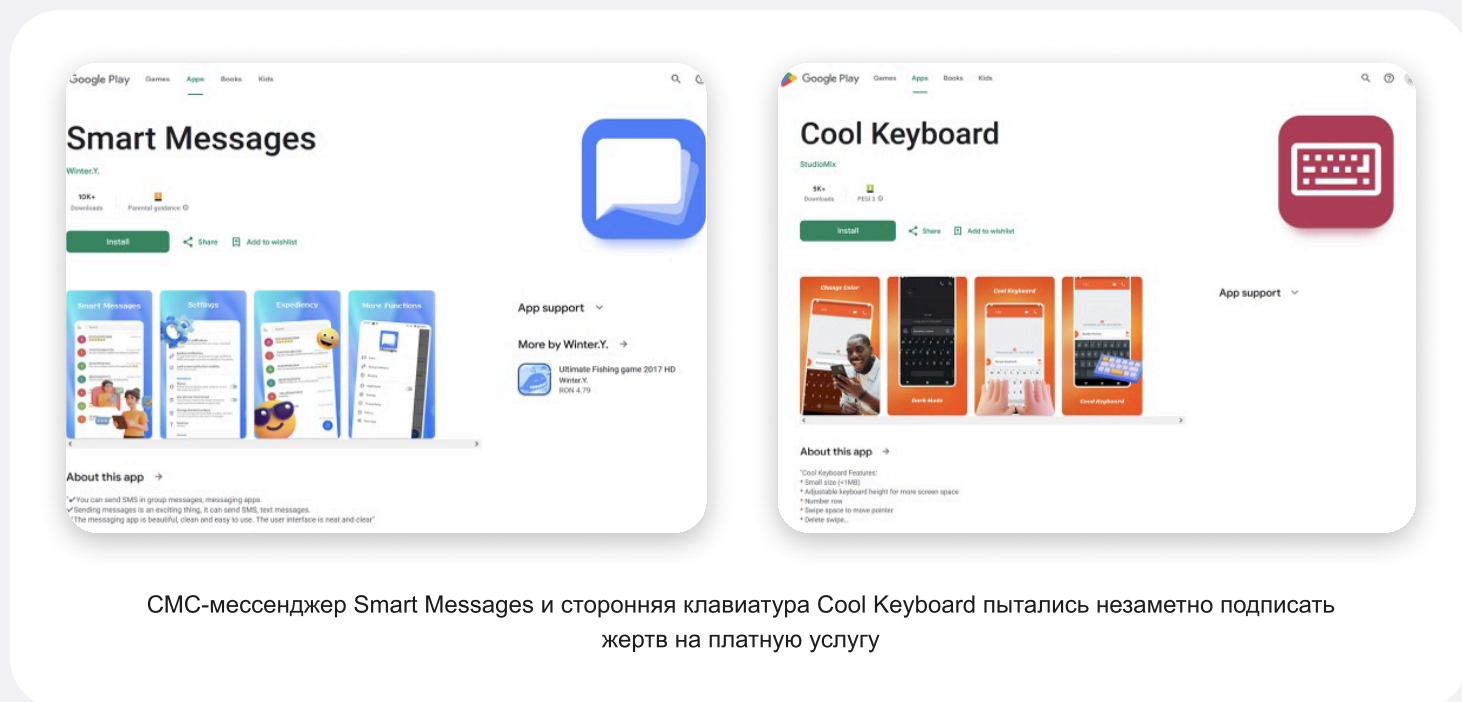 Google Play Games Apps Books Kids
Smart Messages
Winter.Y.
10K+
Downloads Parental guidance
Install Share Add to wishlist
Smart Messages Settings Expediency More Functions
App support
More by Winter.Y.
Ultimate Fishing game 2017 HD
Winter.Y.
RON 4.79
About this app
"✔You can send SMS in group messages, messaging apps.
✔Sending messages is an exciting thing, it can send SMS, text messages.
"The messaging app is beautiful, clean and easy to use. The user interface is neat and clear"
Google Play Games Apps Books Kids
Cool Keyboard
StudioMix
5K+
Downloads PEGI 3
Install Share Add to wishlist
Change Color
Cool Keyboard
Dark Mode
Cool Keyboard
App support
About this app
"Cool Keyboard Features:
* Small size (<1MB)
* Adjustable keyboard height for more screen space
* Number row
* Swipe space to move pointer
* Delete swipe...
СМС-мессенджер Smart Messages и сторонняя клавиатура Cool Keyboard пытались незаметно подписать
жертв на платную услугу